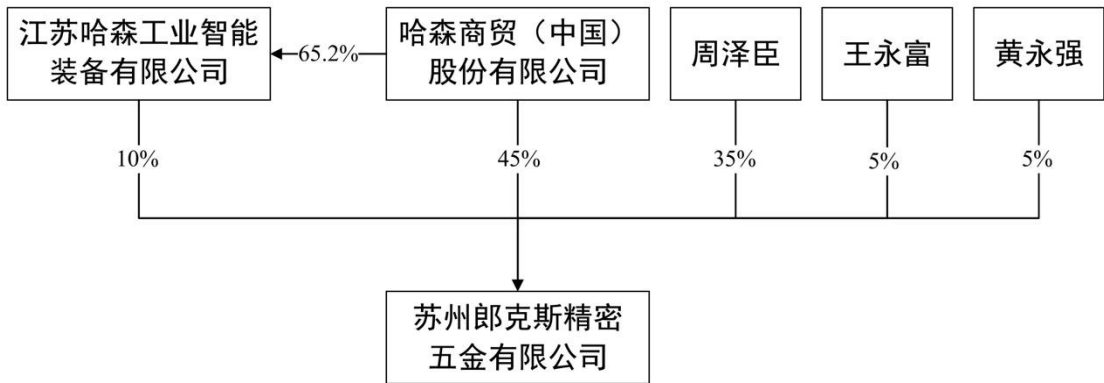 江苏哈森工业智能
装备有限公司
65.2%
哈森商贸（中国）
股份有限公司
周泽臣
王永富
黄永强
10%
45%
35%
5%
5%
苏州郎克斯精密
五金有限公司